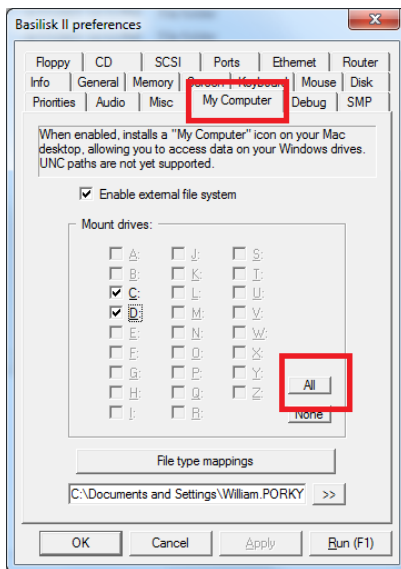 Basilisk II preferences
Floppy CD SCSI Ports Ethernet Router
Info General Memory Screen Keyboard Mouse Disk
Priorities Audio Misc My Computer Debug SMP
When enabled, installs a "My Computer" icon on your Mac
desktop, allowing you to access data on your Windows drives.
UNC paths are not yet supported.
Enable external file system
Mount drives:
A: J: S:
B: K: T:
C: L: U:
D: M: V:
E: N: W:
F: O: X:
G: P: Y:
H: Q: Z:
I: R:
All
None
File type mappings
C:\Documents and Settings\William.PORKY >>
OK Cancel Apply Run (F1)